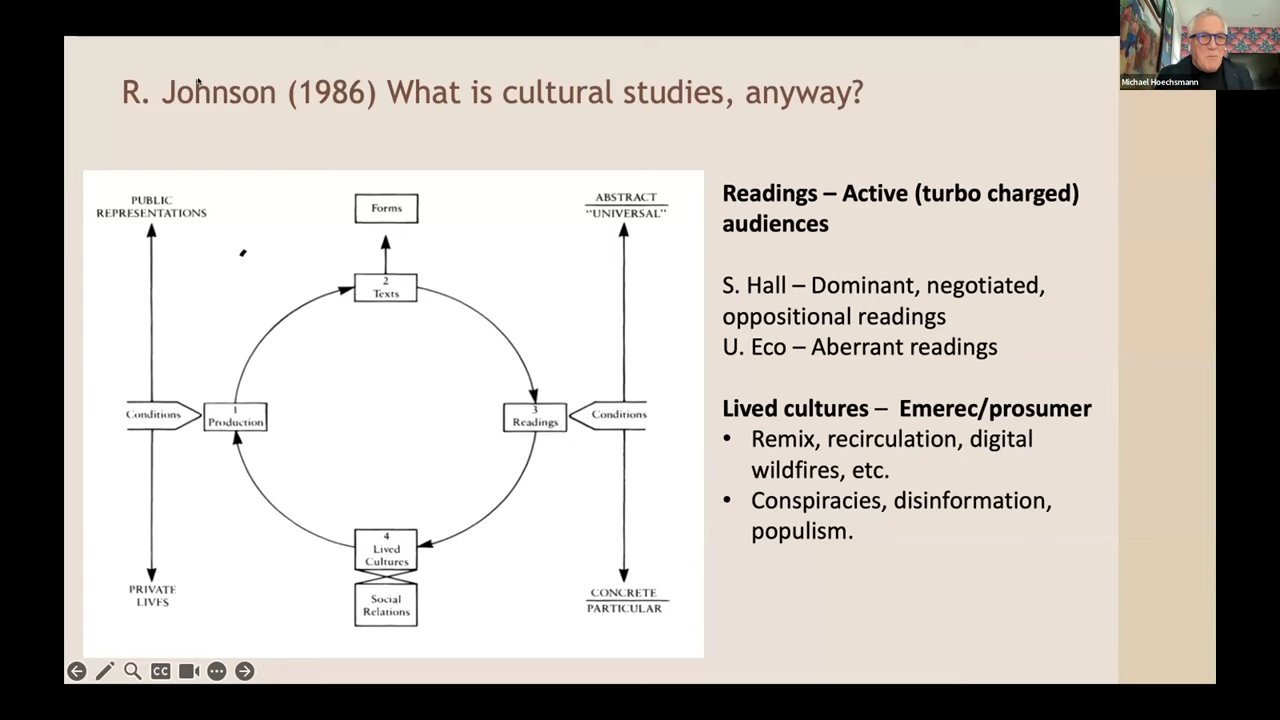 Michael Hoechsmann
R. Johnson (1986) What is cultural studies, anyway?
PUBLIC
REPRESENTATIONS
Forms
ABSTRACT
"UNIVERSAL"
2
Texts
Conditions
1
Production
3
Readings
Conditions
4
Lived
Cultures
Social
Relations
PRIVATE
LIVES
CONCRETE
PARTICULAR
Readings – Active (turbo charged)
audiences
S. Hall – Dominant, negotiated,
oppositional readings
U. Eco – Aberrant readings
Lived cultures – Emerec/prosumer
• Remix, recirculation, digital
wildfires, etc.
• Conspiracies, disinformation,
populism.
CC